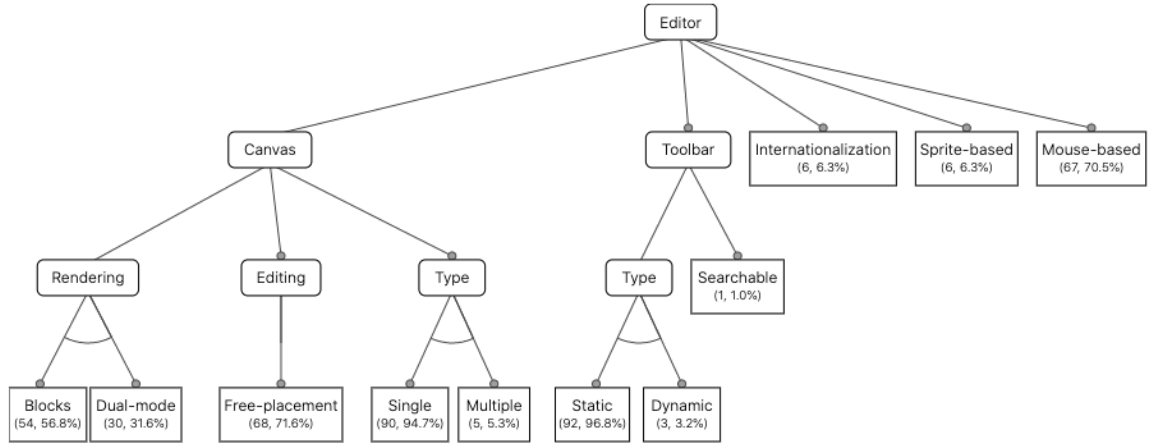 Editor
Canvas
Toolbar
Internationalization
(6, 6.3%)
Sprite-based
(6, 6.3%)
Mouse-based
(67, 70.5%)
Rendering
Editing
Type
Type
Searchable
(1, 1.0%)
Blocks
(54, 56.8%)
Dual-mode
(30, 31.6%)
Free-placement
(68, 71.6%)
Single
(90, 94.7%)
Multiple
(5, 5.3%)
Static
(92, 96.8%)
Dynamic
(3, 3.2%)